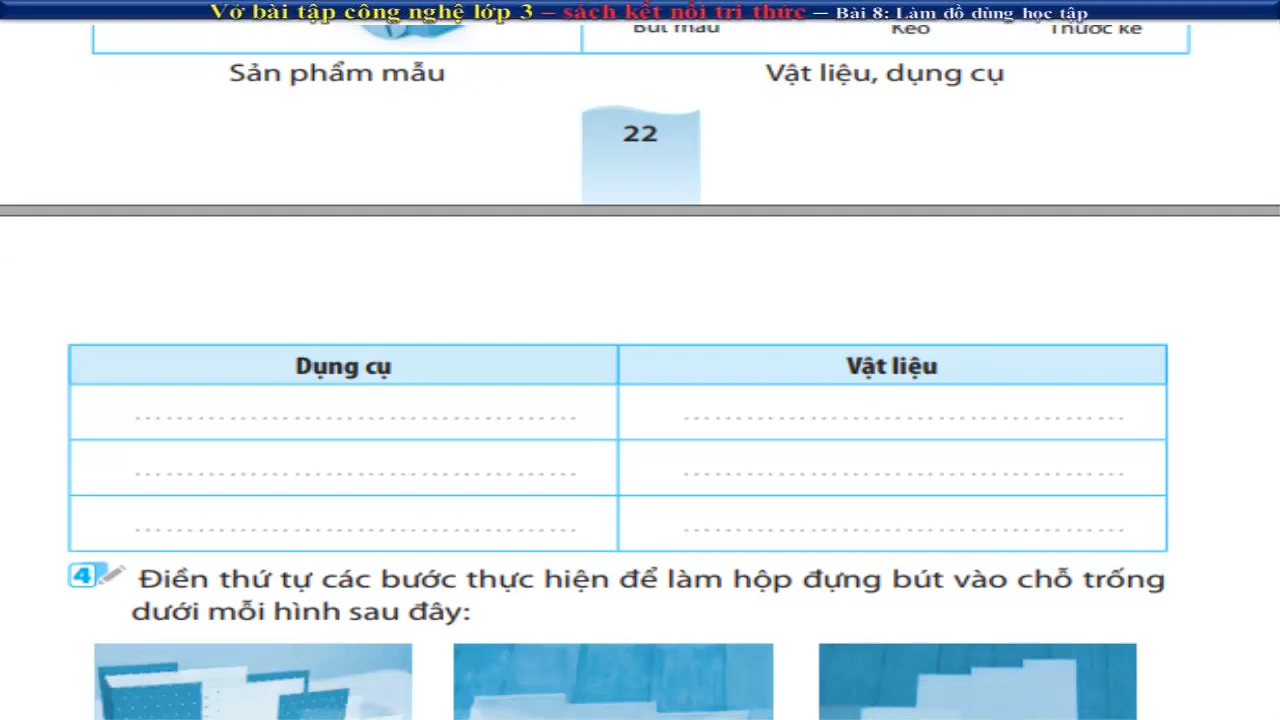 Vở bài tập công nghệ lớp 3 – sách kết nối tri thức – Bài 8: Làm đồ dùng học tập
Bút màu Kéo Thước kẻ
Sản phẩm mẫu Vật liệu, dụng cụ
22
Dụng cụ Vật liệu
4 Điền thứ tự các bước thực hiện để làm hộp đựng bút vào chỗ trống
dưới mỗi hình sau đây: